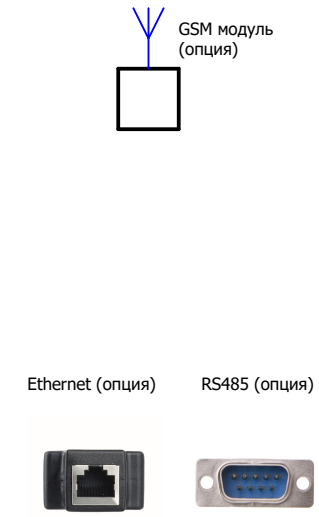 GSM модуль
(опция)
Ethernet (опция)
RS485 (опция)